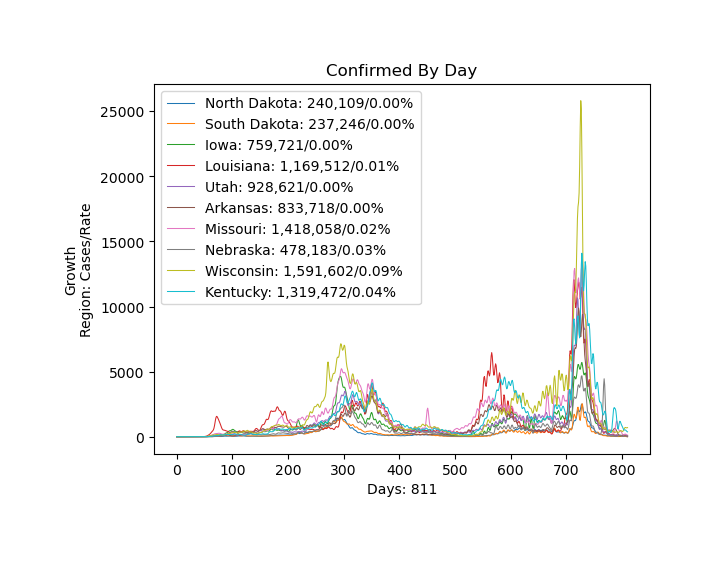 Confirmed By Day
25000
20000
15000
10000
5000
0
Growth
Region: Cases/Rate
North Dakota: 240,109/0.00%
South Dakota: 237,246/0.00%
Iowa: 759,721/0.00%
Louisiana: 1,169,512/0.01%
Utah: 928,621/0.00%
Arkansas: 833,718/0.00%
Missouri: 1,418,058/0.02%
Nebraska: 478,183/0.03%
Wisconsin: 1,591,602/0.09%
Kentucky: 1,319,472/0.04%
0 100 200 300 400 500 600 700 800
Days: 811